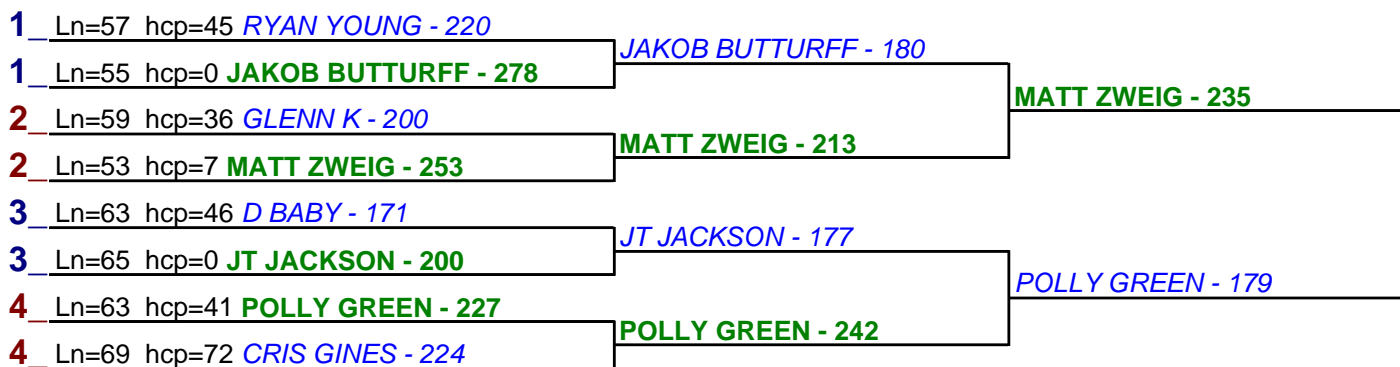 1_ Ln=57 hcp=45 RYAN YOUNG - 220
JAKOB BUTTURFF - 180
1_ Ln=55 hcp=0 JAKOB BUTTURFF - 278
MATT ZWEIG - 235
2_ Ln=59 hcp=36 GLENN K - 200
MATT ZWEIG - 213
2_ Ln=53 hcp=7 MATT ZWEIG - 253
3_ Ln=63 hcp=46 D BABY - 171
JT JACKSON - 177
3_ Ln=65 hcp=0 JT JACKSON - 200
POLLY GREEN - 179
4_ Ln=63 hcp=41 POLLY GREEN - 227
POLLY GREEN - 242
4_ Ln=69 hcp=72 CRIS GINES - 224